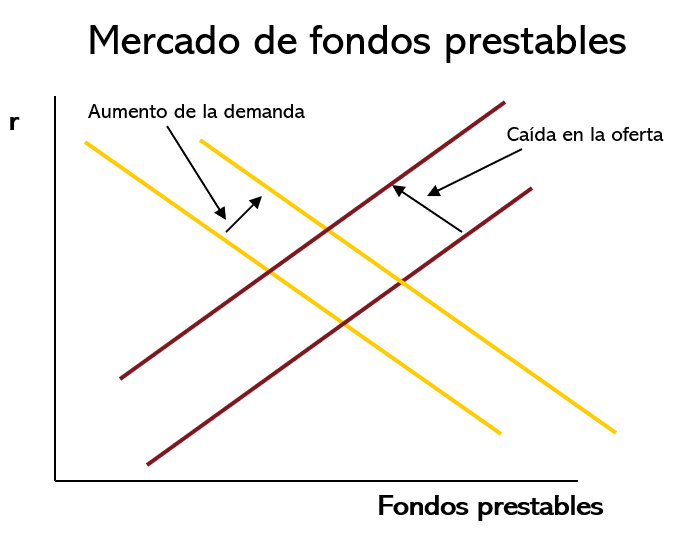 Mercado de fondos prestables
Aumento de la demanda
r
Caída en la oferta
Fondos prestables